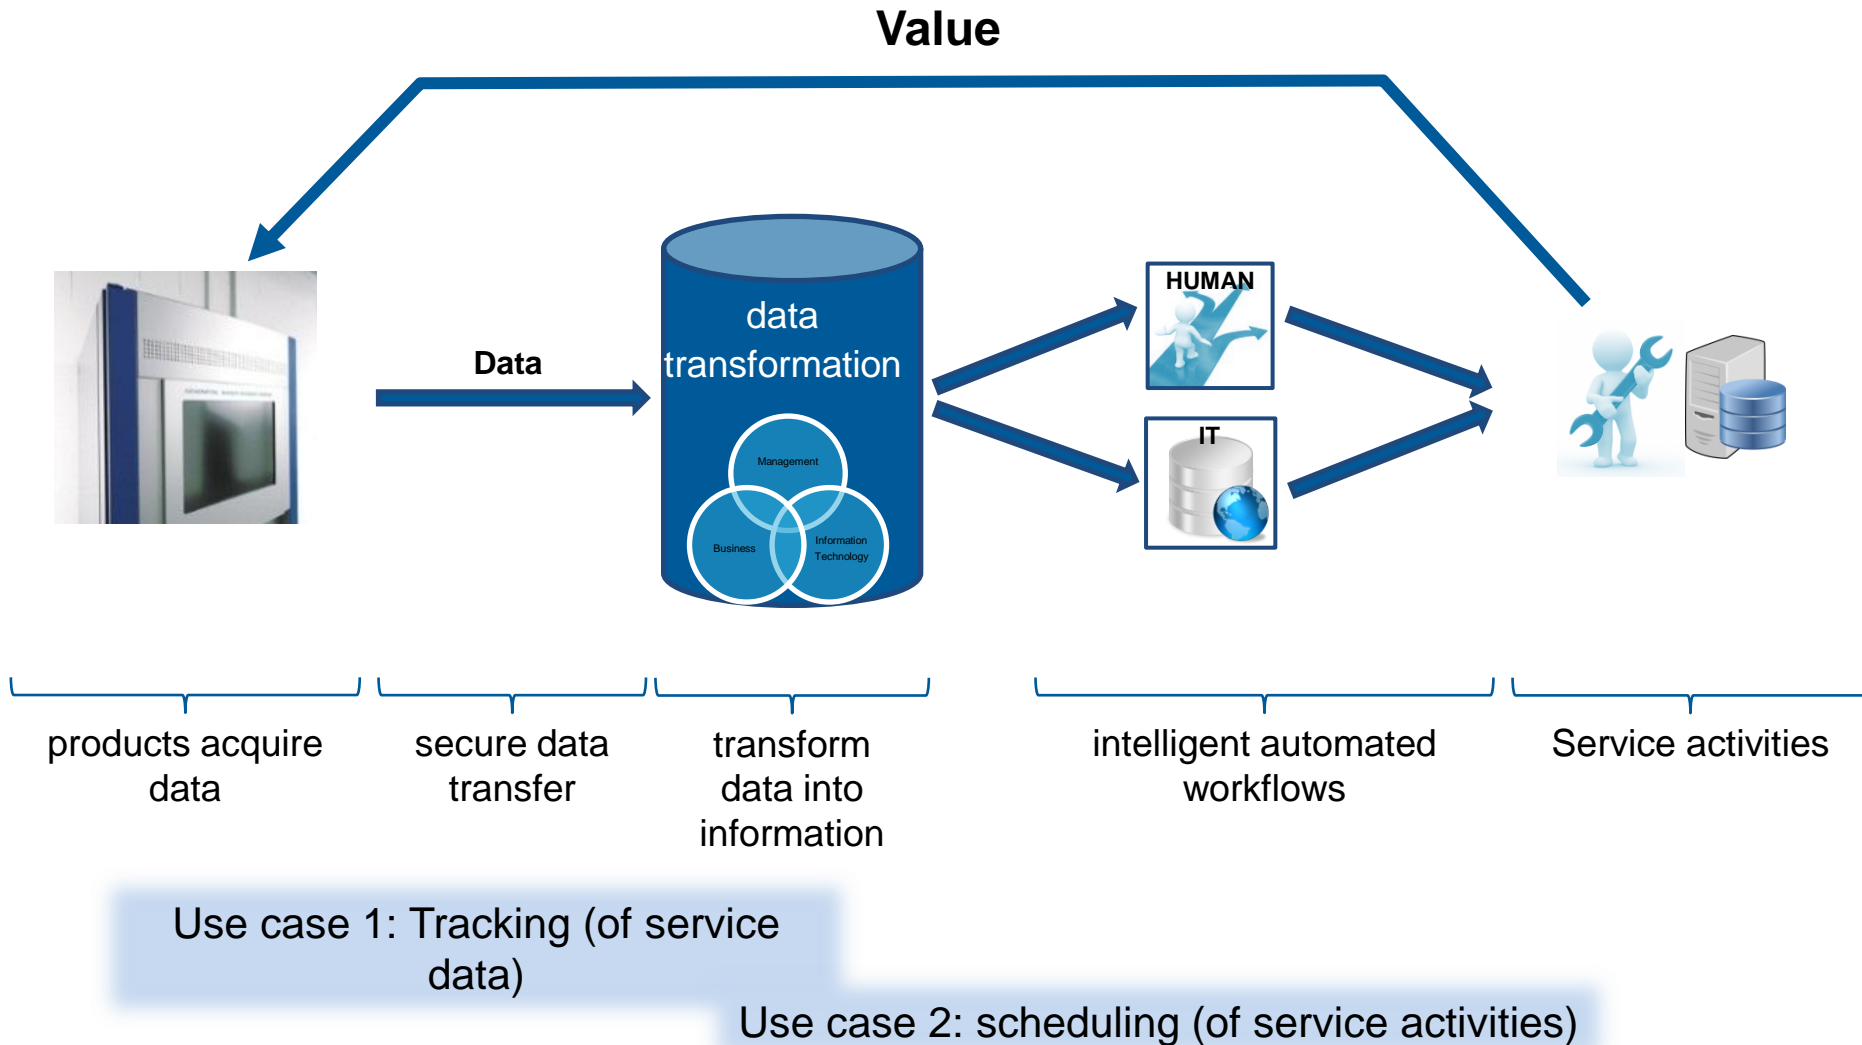 Value
Data
data
transformation
Management
Business
Information
Technology
HUMAN
IT
products acquire
data
secure data
transfer
transform
data into
information
intelligent automated
workflows
Service activities
Use case 1: Tracking (of service
data)
Use case 2: scheduling (of service activities)